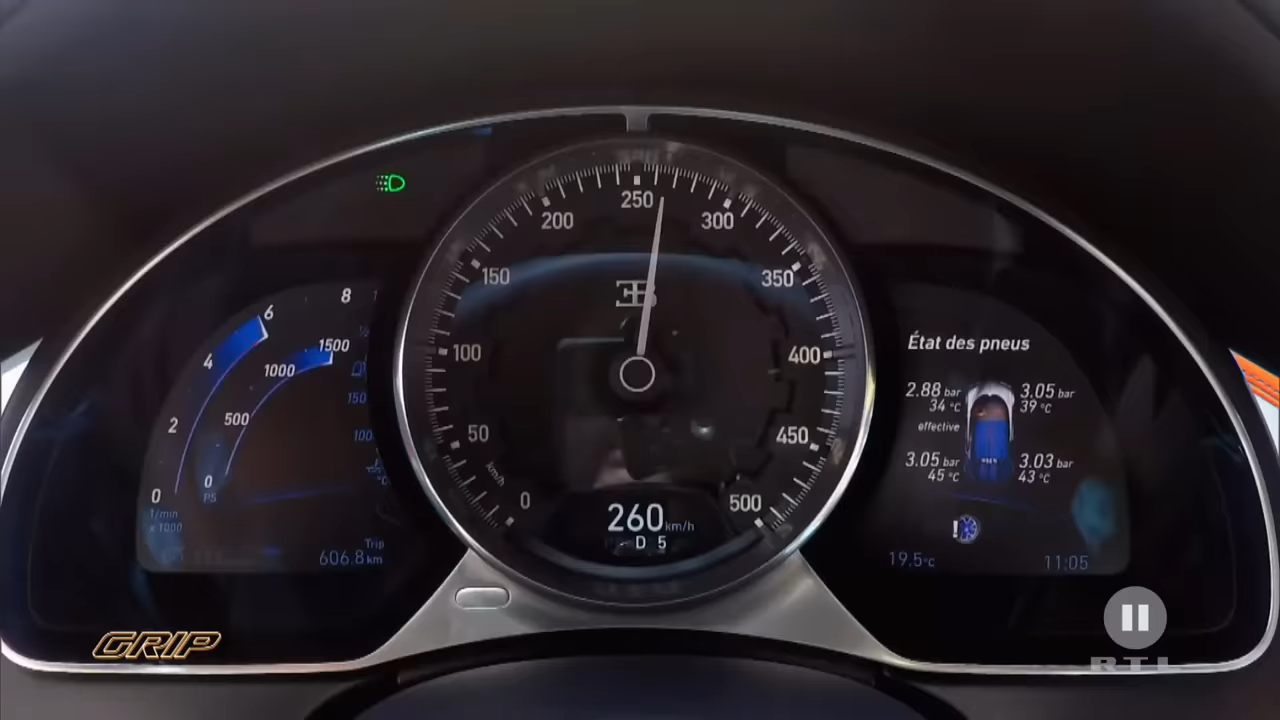 250
200
300
150
350
100
400
50
450
km/h
0
500
260 km/h
D 5
EB
8
6
4
2
0
1/min
x 1000
1500
1000
500
0
PS
150
100
°C
Trip
606.8 km
État des pneus
2.88 bar
34 °C
3.05 bar
39 °C
effective
3.05 bar
45 °C
3.03 bar
43 °C
!
19.5°C
11:05
GRIP
RTL